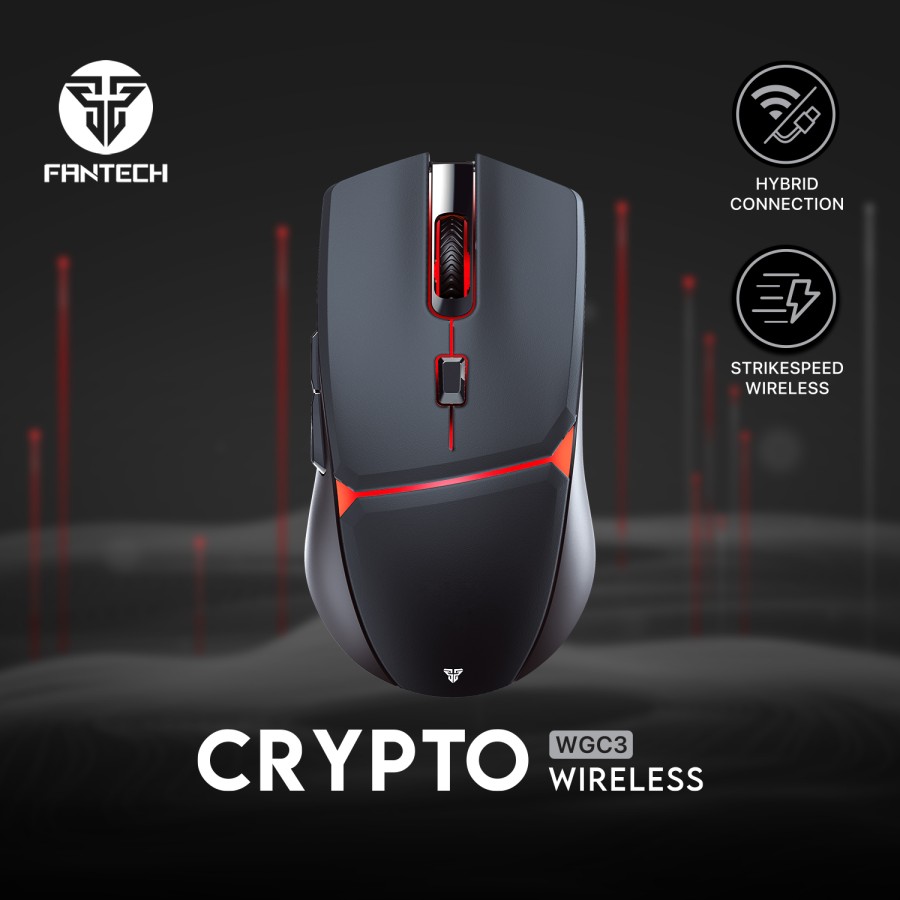 FANTECH
HYBRID
CONNECTION
STRIKESPEED
WIRELESS
CRYPTO
WGC3
WIRELESS